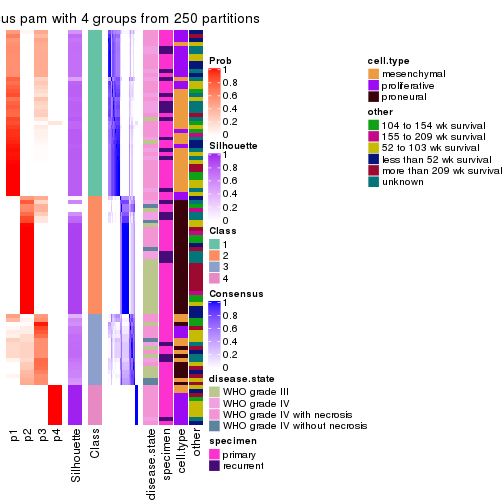 us pam with 4 groups from 250 partitions
Prob
1
0.8
0.6
0.4
0.2
0
Silhouette
1
0.8
0.6
0.4
0.2
0
Class
1
2
3
4
Consensus
1
0.8
0.6
0.4
0.2
0
disease.state
WHO grade III
WHO grade IV
WHO grade IV with necrosis
WHO grade IV without necrosis
specimen
primary
recurrent
cell.type
mesenchymal
proliferative
proneural
other
104 to 154 wk survival
155 to 209 wk survival
52 to 103 wk survival
less than 52 wk survival
more than 209 wk survival
unknown
p1
p2
p3
p4
Silhouette
Class
disease.state
specimen
cell.type
other